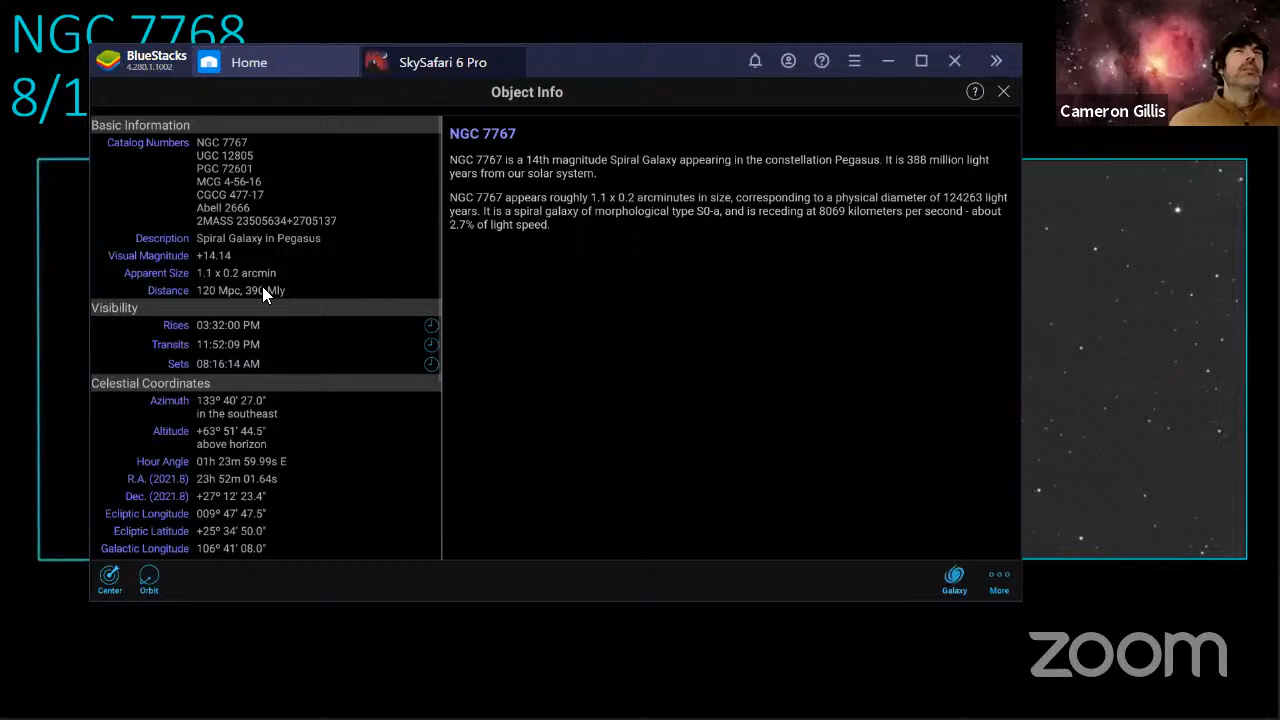 NGC 7768
8/1
BlueStacks
4.280.1.1002
Home
SkySafari 6 Pro
Object Info
Cameron Gillis
Basic Information
Catalog Numbers NGC 7767
UGC 12805
PGC 72601
MCG 4-56-16
CGCG 477-17
Abell 2666
2MASS 23505634+2705137
Description Spiral Galaxy in Pegasus
Visual Magnitude +14.14
Apparent Size 1.1 x 0.2 arcmin
Distance 120 Mpc, 390 Mly
Visibility
Rises 03:32:00 PM
Transits 11:52:09 PM
Sets 08:16:14 AM
Celestial Coordinates
Azimuth 133º 40' 27.0"
in the southeast
Altitude +63º 51' 44.5"
above horizon
Hour Angle 01h 23m 59.99s E
R.A. (2021.8) 23h 52m 01.64s
Dec. (2021.8) +27º 12' 23.4"
Ecliptic Longitude 009º 47' 47.5"
Ecliptic Latitude +25º 34' 50.0"
Galactic Longitude 106º 41' 08.0"
NGC 7767
NGC 7767 is a 14th magnitude Spiral Galaxy appearing in the constellation Pegasus. It is 388 million light
years from our solar system.
NGC 7767 appears roughly 1.1 x 0.2 arcminutes in size, corresponding to a physical diameter of 124263 light
years. It is a spiral galaxy of morphological type S0-a, and is receding at 8069 kilometers per second - about
2.7% of light speed.
Center
Orbit
Galaxy
More
zoom